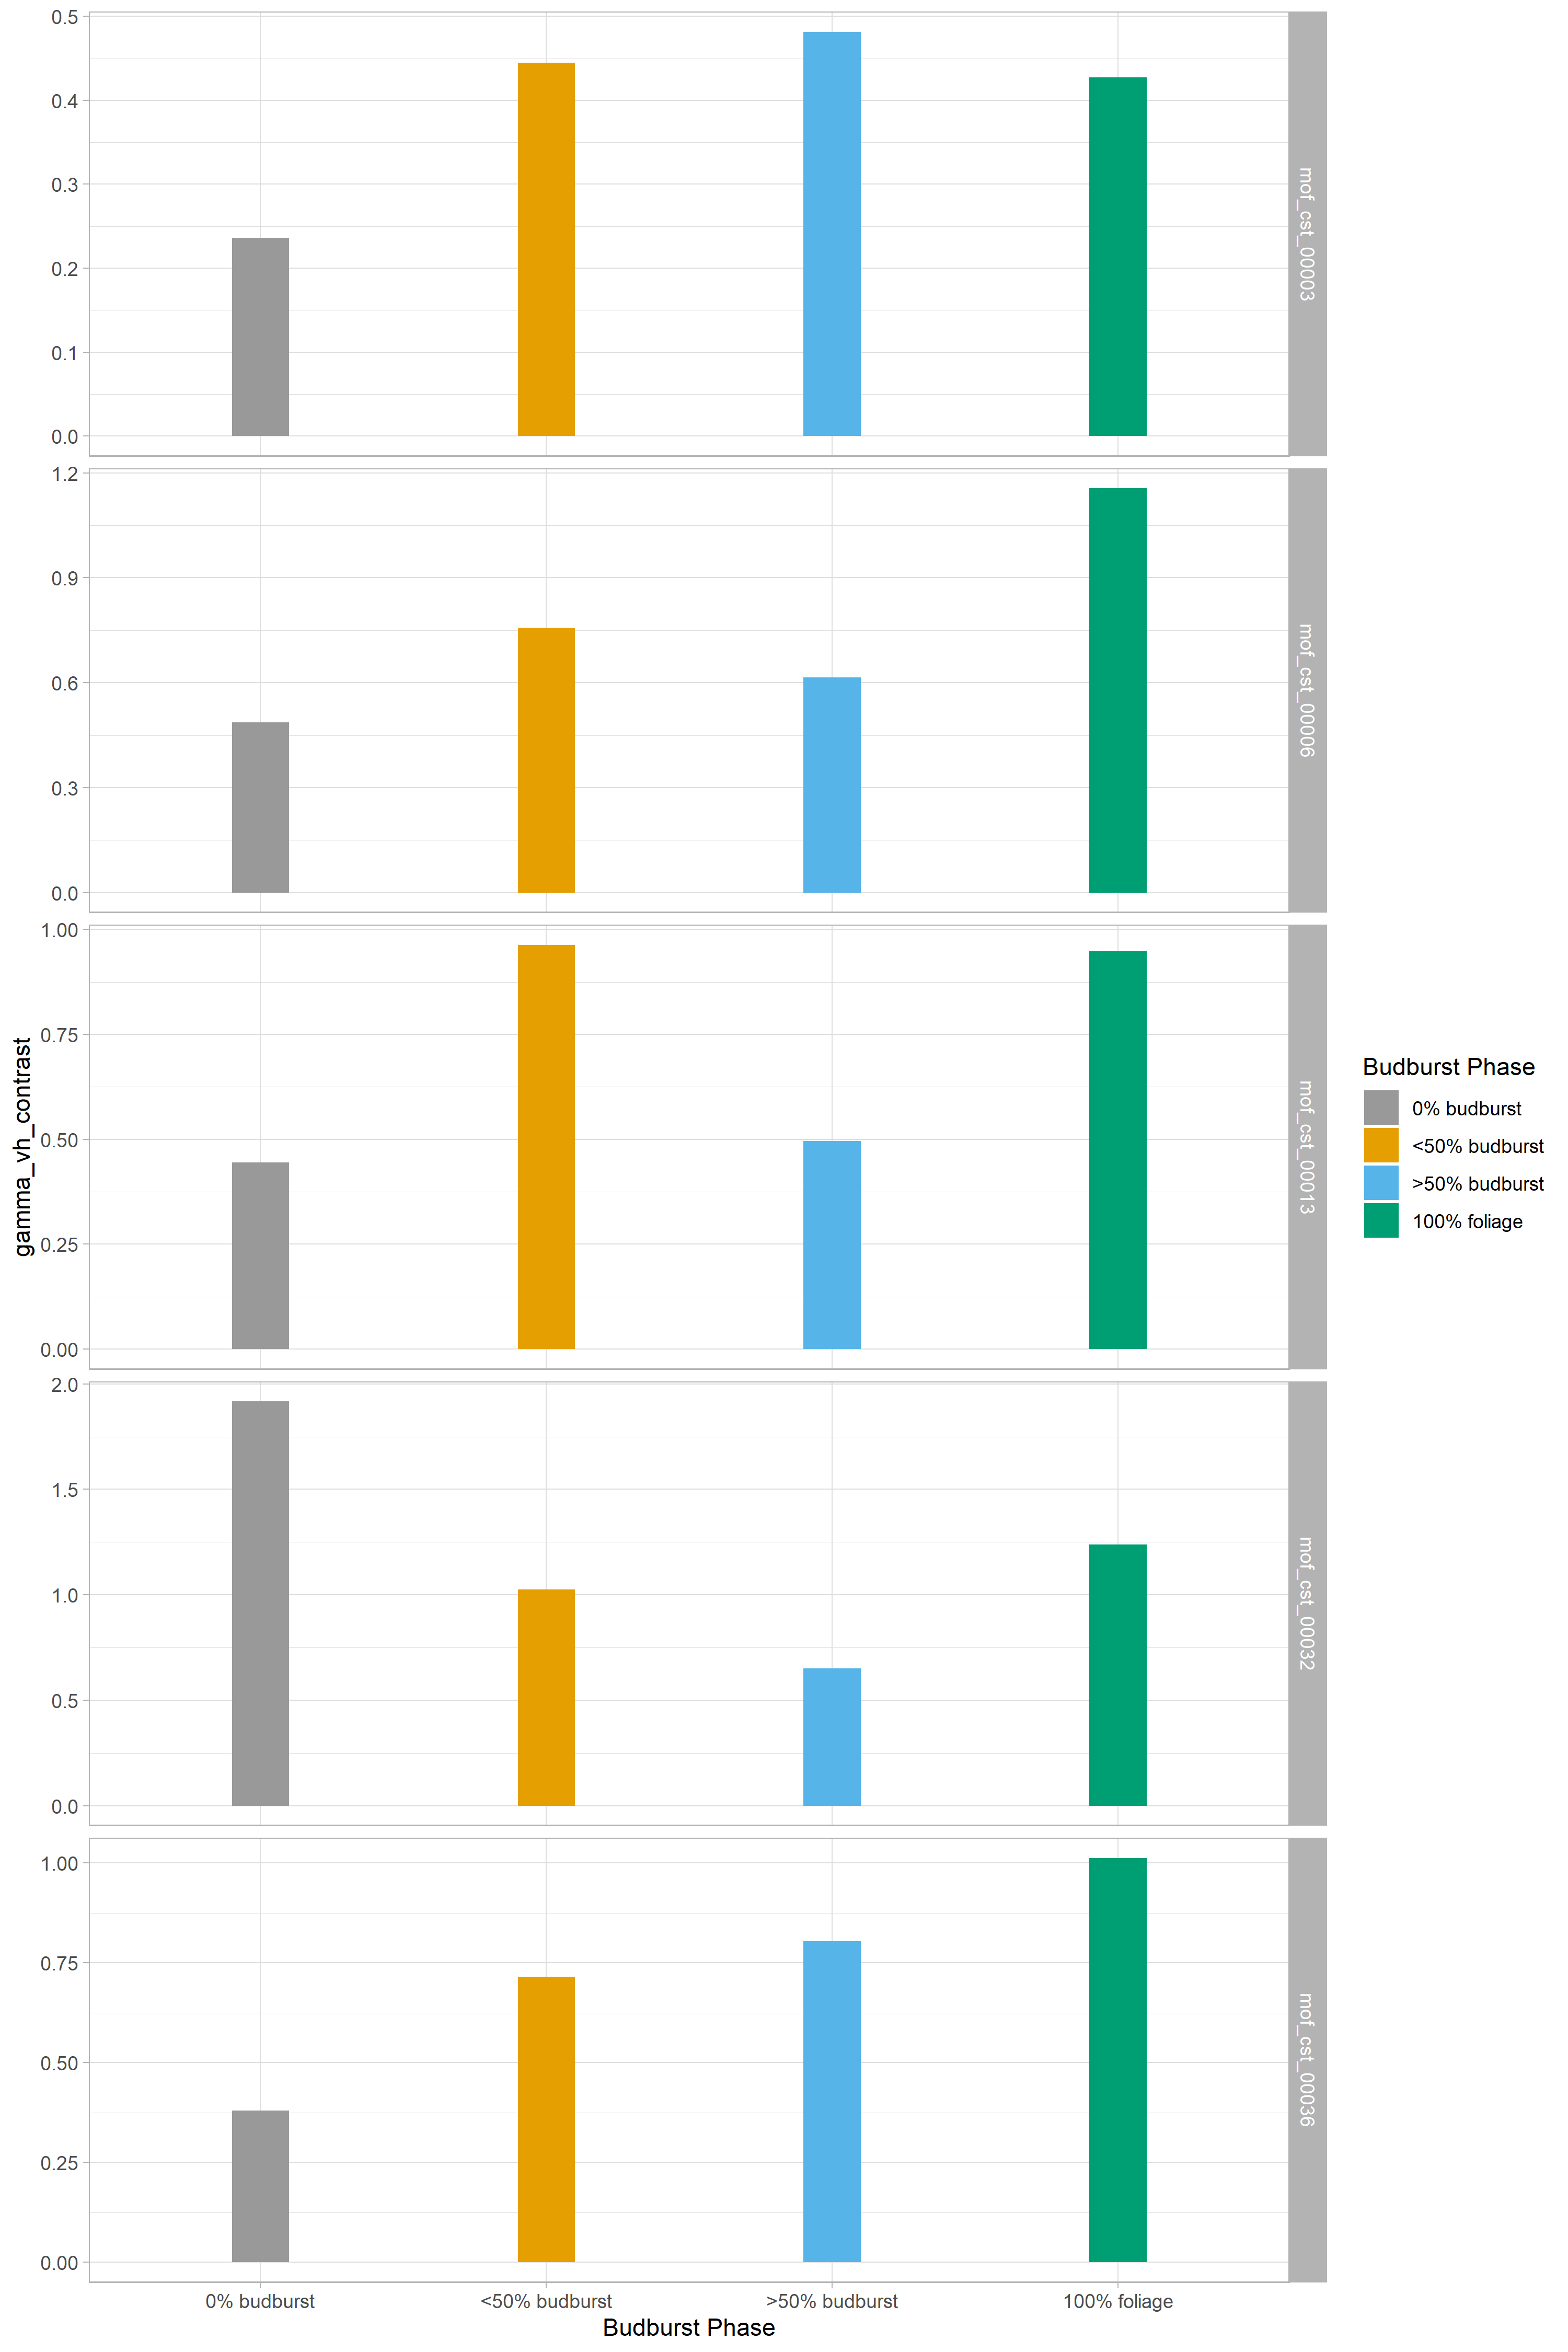 0.5
0.4
0.3
0.2
0.1
0.0
mof_cst_00003
1.2
0.9
0.6
0.3
0.0
mof_cst_00006
1.00
0.75
0.50
0.25
0.00
mof_cst_00013
2.0
1.5
1.0
0.5
0.0
mof_cst_00032
1.00
0.75
0.50
0.25
0.00
mof_cst_00036
gamma_vh_contrast
0% budburst
<50% budburst
>50% budburst
100% foliage
Budburst Phase
Budburst Phase
0% budburst
<50% budburst
>50% budburst
100% foliage